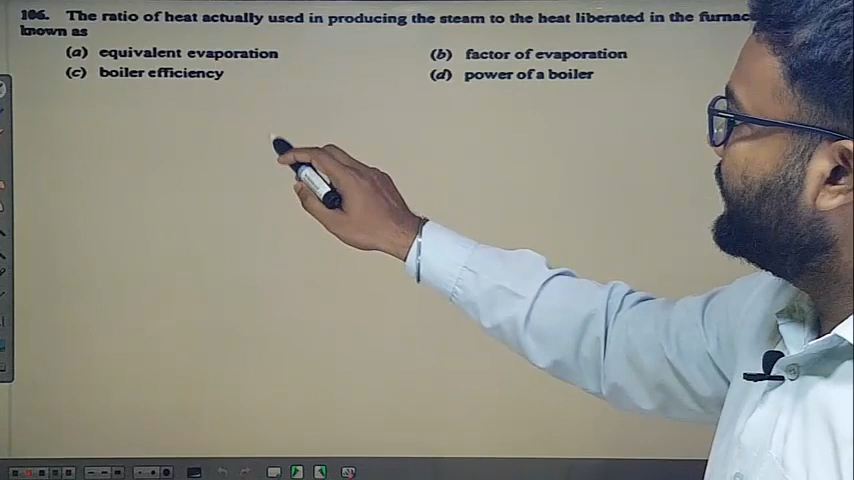 106. The ratio of heat actually used in producing the steam to the heat liberated in the furnac
known as
(a) equivalent evaporation (b) factor of evaporation
(c) boiler efficiency (d) power of a boiler